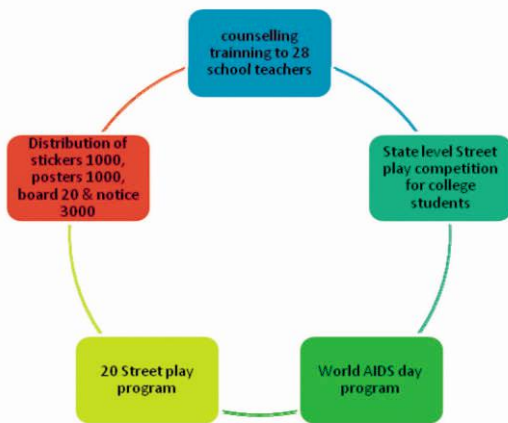 counselling
trainning to 28
school teachers
State level Street
play competition
for college
students
World AIDS day
program
20 Street play
program
Distribution of
stickers 1000,
posters 1000,
board 20 & notice
3000